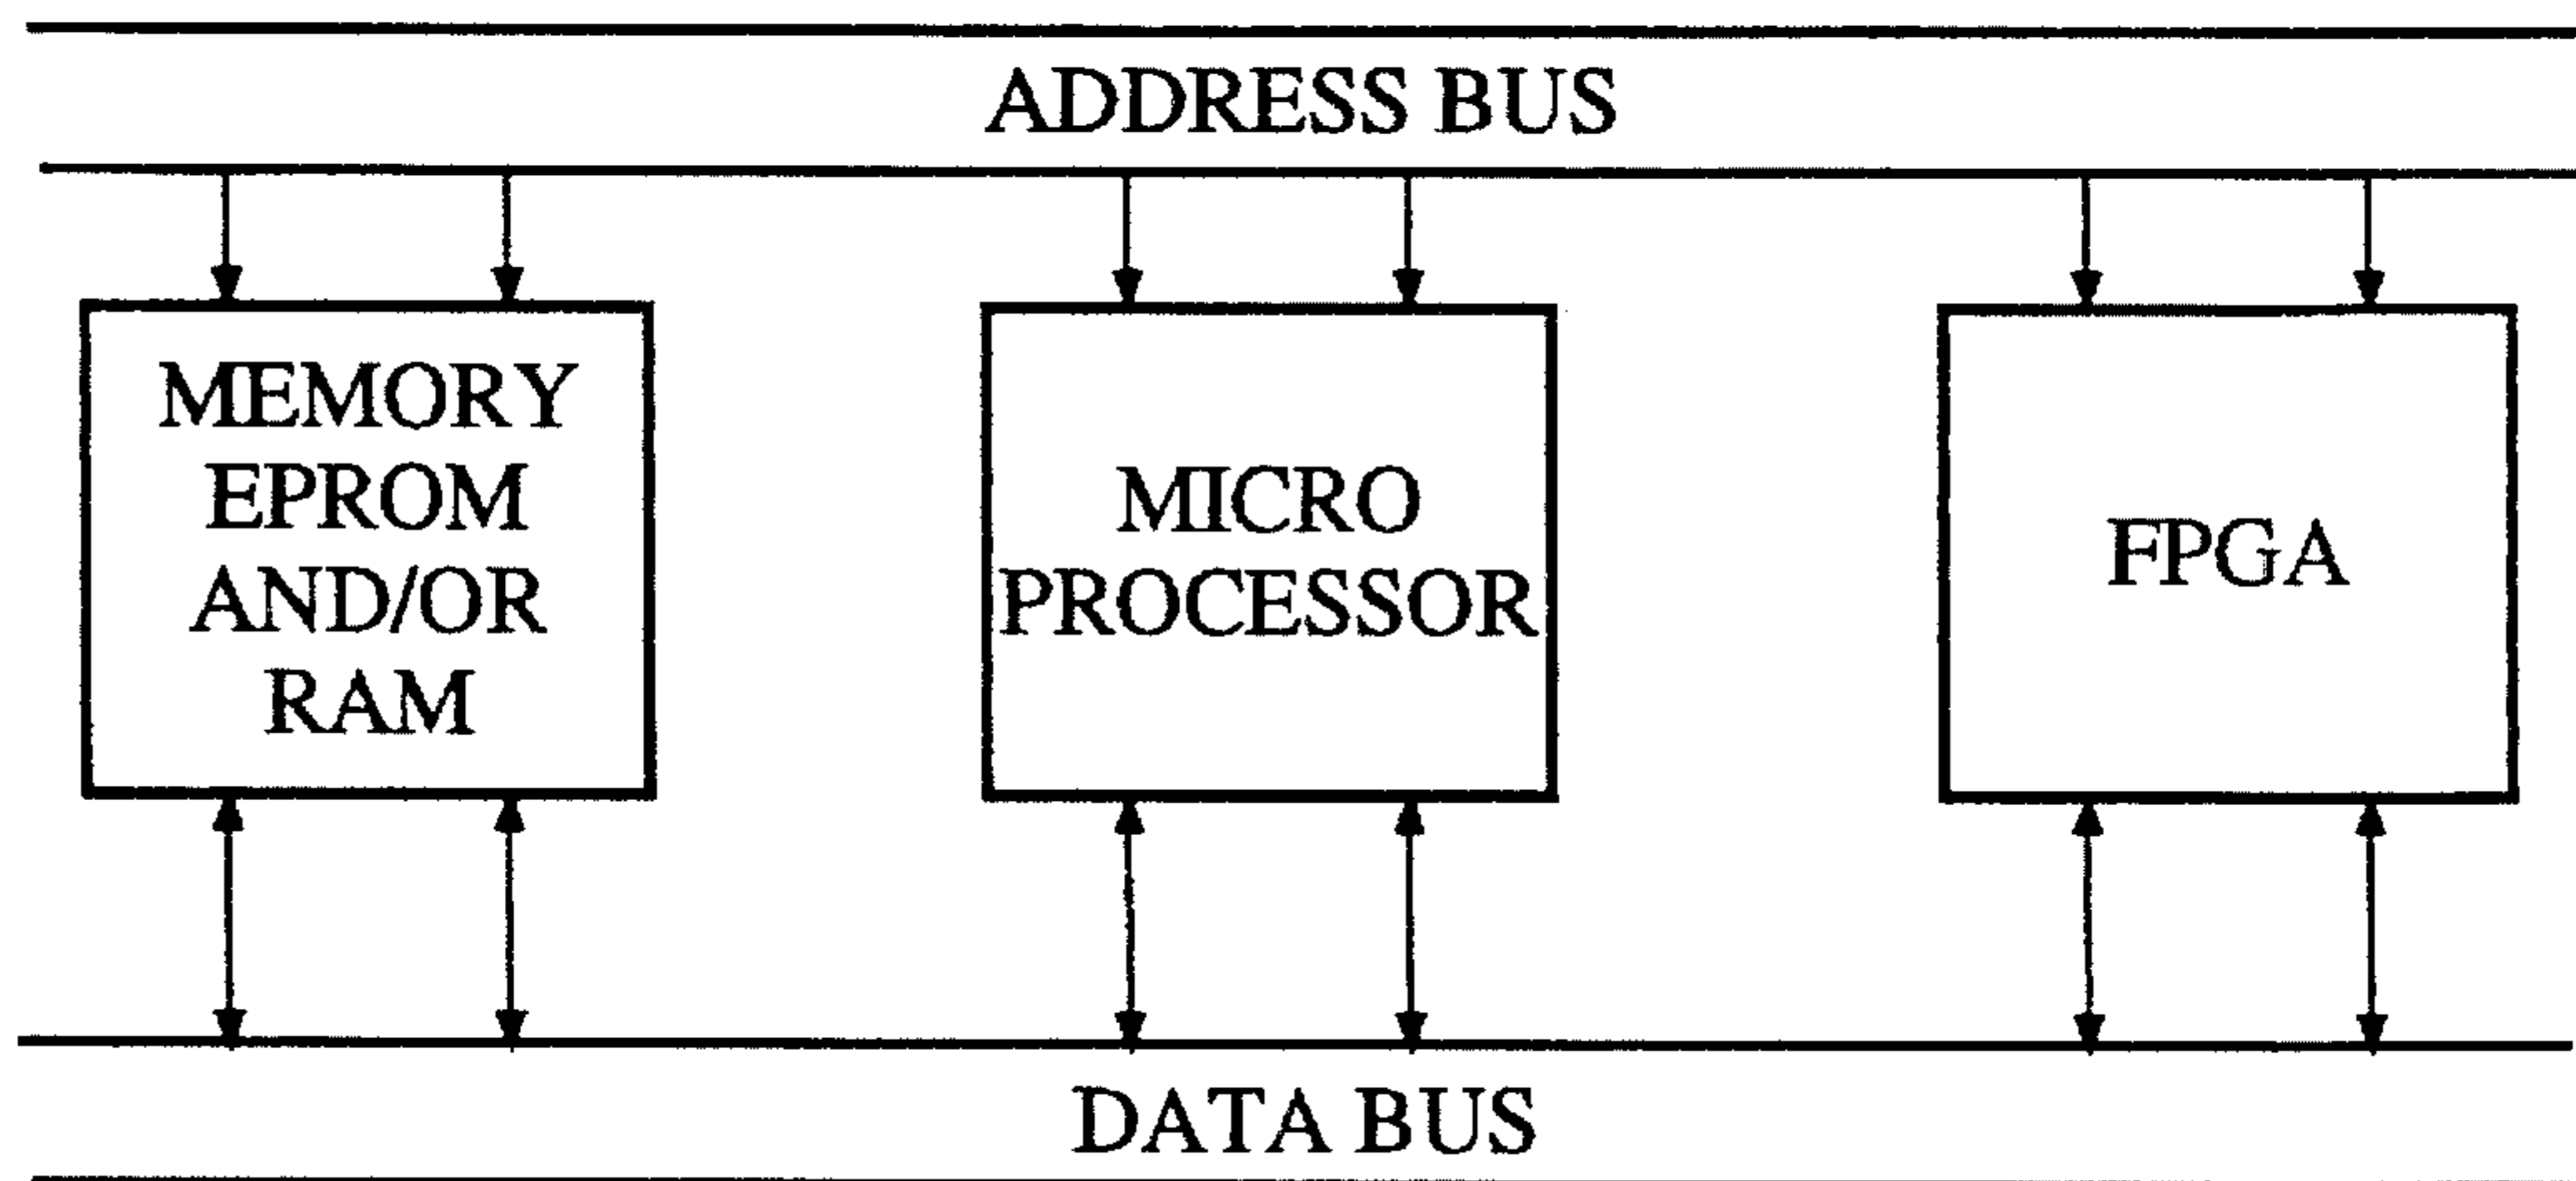 ADDRESS BUS
MEMORY
EPROM
AND/OR
RAM
MICRO
PROCESSOR
FPGA
DATA BUS